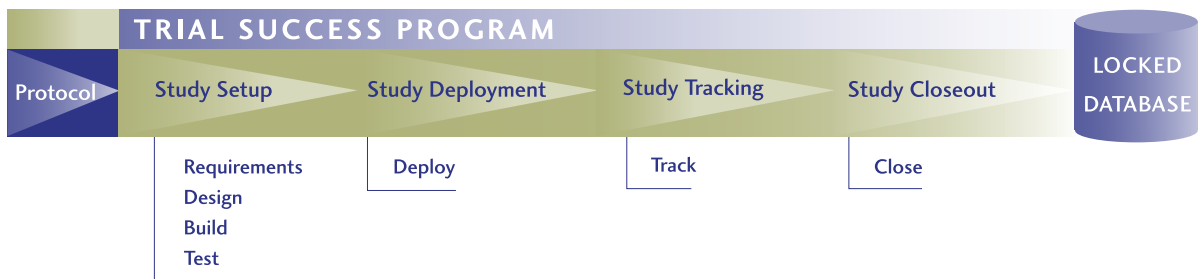 TRIAL SUCCESS PROGRAM
Protocol
Study Setup
Study Deployment
Study Tracking
Study Closeout
LOCKED
DATABASE
Requirements
Design
Build
Test
Deploy
Track
Close